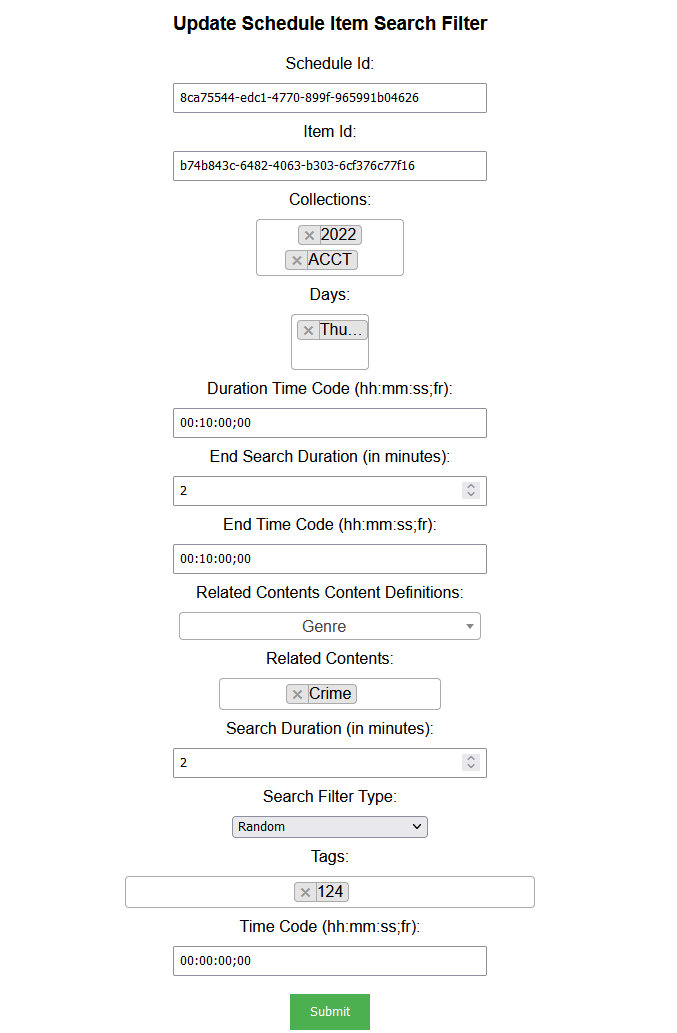 Update Schedule Item Search Filter
Schedule Id:
8ca75544-edc1-4770-899f-965991b04626
Item Id:
b74b843c-6482-4063-b303-6cf376c77f16
Collections:
× 2022
× ACCT
Days:
× Thu...
Duration Time Code (hh:mm:ss;fr):
00:10:00;00
End Search Duration (in minutes):
2
End Time Code (hh:mm:ss;fr):
00:10:00;00
Related Contents Content Definitions:
Genre
Related Contents:
× Crime
Search Duration (in minutes):
2
Search Filter Type:
Random
Tags:
× 124
Time Code (hh:mm:ss;fr):
00:00:00;00
Submit